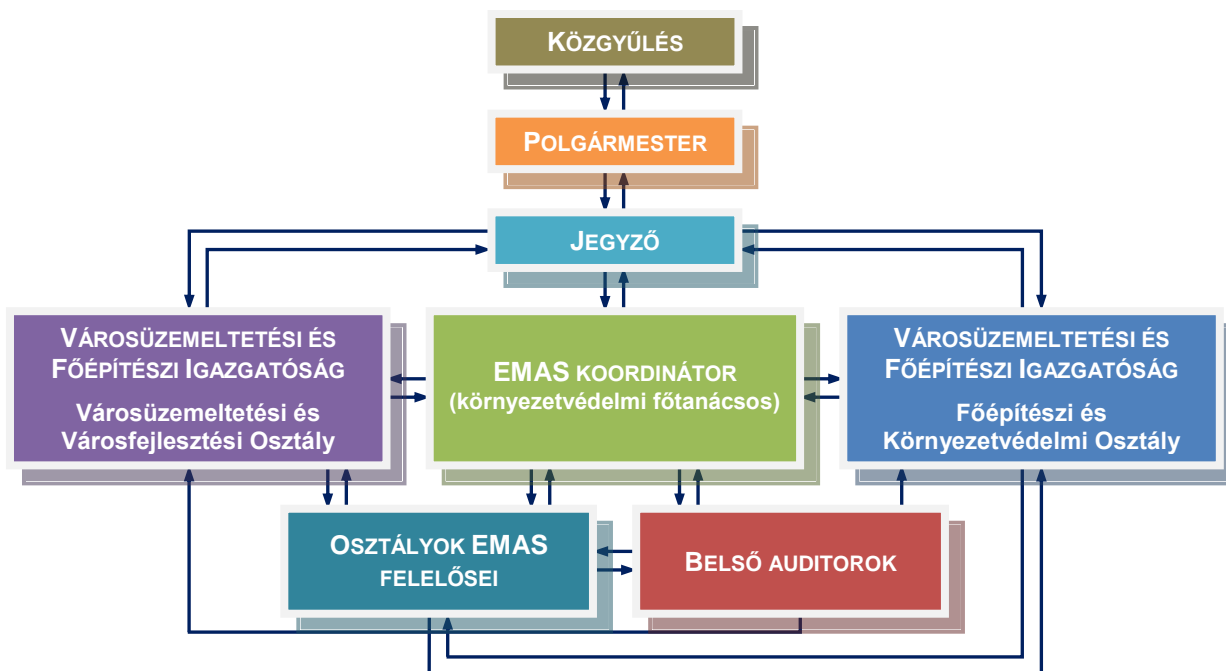 KÖZGYŰLÉS
POLGÁRMESTER
JEGYZŐ
VÁROSÜZEMELTETÉSI ÉS
FŐÉPÍTÉSZI IGAZGATÓSÁG
Városüzemeltetési és
Városfejlesztési Osztály
EMAS KOORDINÁTOR
(környezetvédelmi főtanácsos)
VÁROSÜZEMELTETÉSI ÉS
FŐÉPÍTÉSZI IGAZGATÓSÁG
Főépítészi és
Környezetvédelmi Osztály
OSZTÁLYOK EMAS
FELELŐSEI
BELSŐ AUDITOROK